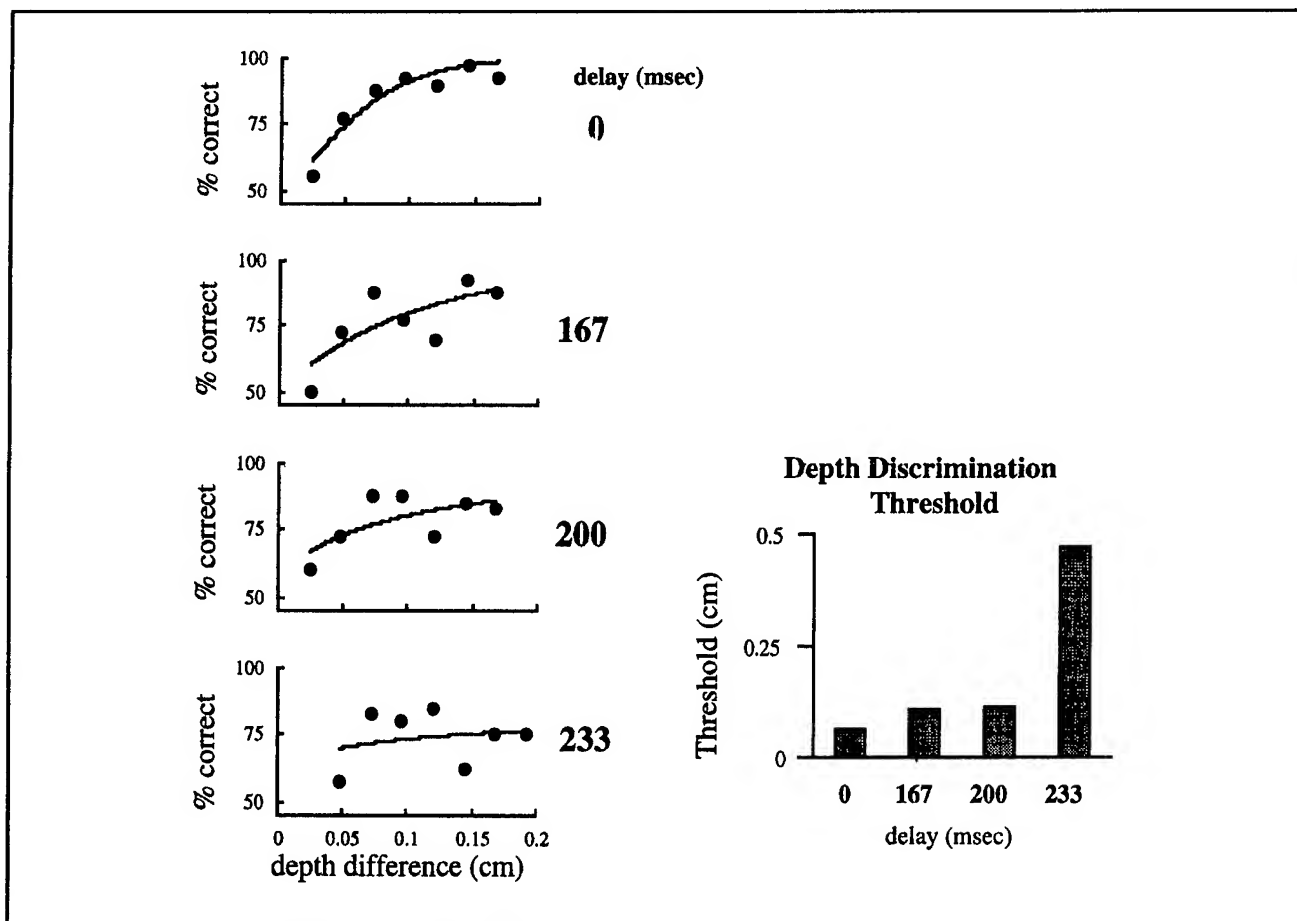 100
75
50
% correct
delay (msec)
0
100
75
50
% correct
167
100
75
50
% correct
200
100
75
50
% correct
233
0 0.05 0.1 0.15 0.2
depth difference (cm)
Depth Discrimination
Threshold
0.5
0.25
0
Threshold (cm)
0 167 200 233
delay (msec)